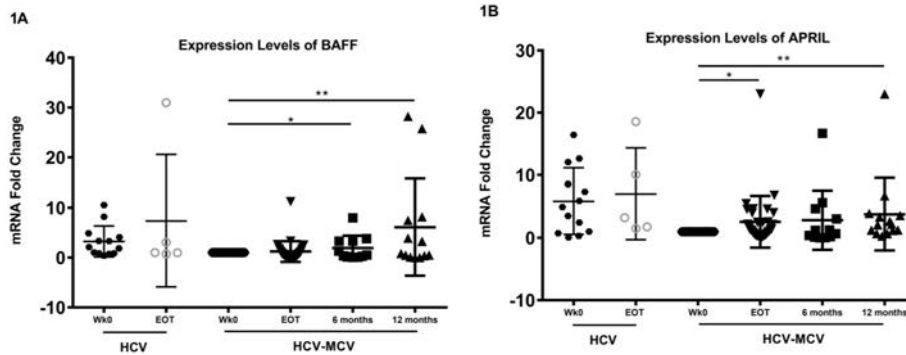 1A
Expression Levels of BAFF
mRNA Fold Change
40
30
20
10
0
-10
**
*
Wk0 EOT Wk0 EOT 6 months 12 months
HCV HCV-MCV
1B
Expression Levels of APRIL
mRNA Fold Change
40
30
20
10
0
-10
**
*
Wk0 EOT Wk0 EOT 6 months 12 months
HCV HCV-MCV